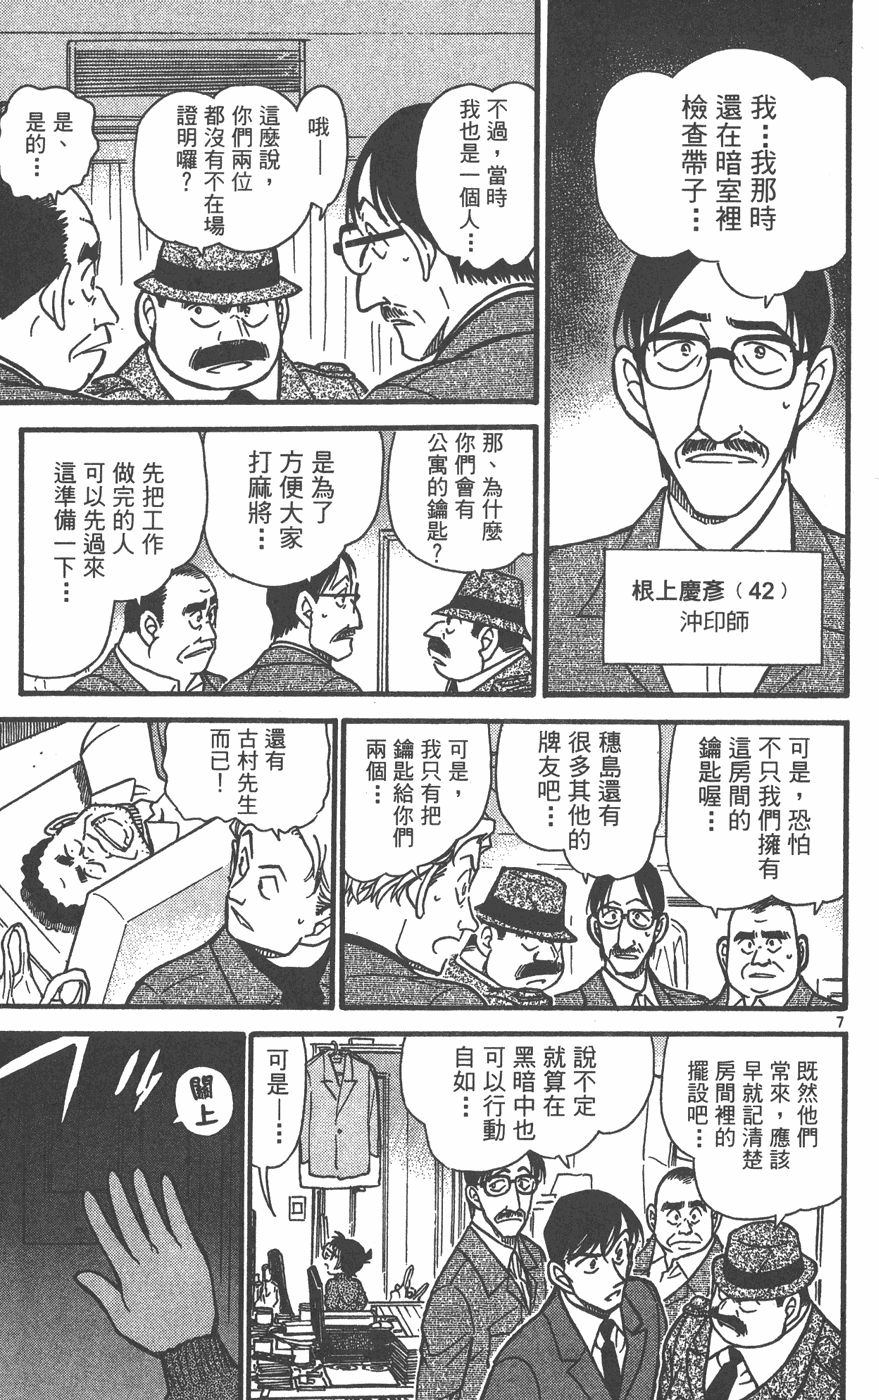 我…我那時
還在暗室裡
檢查帶子…
根上慶彥（42）
沖印師
不過，當時
我也是一個人…
哦—
這麼說，
你們兩位
都沒有不在場
證明囉？
是、
是的…
那、為什麼
你們會有
公寓的鑰匙？
是為了
方便大家
打麻將…
先把工作
做完的人
可以先過來
這準備一下…
可是，恐怕
不只我們擁有
這房間的
鑰匙喔…
穗島還有
很多其他的
牌友吧…
可是，
我只有把
鑰匙給你們
兩個…
還有
古村先生
而已！
7
既然他們
常來，應該
早就記清楚
房間裡的
擺設吧…
說不定
就算在
黑暗中也
可以行動
自如…
可是—…
關上